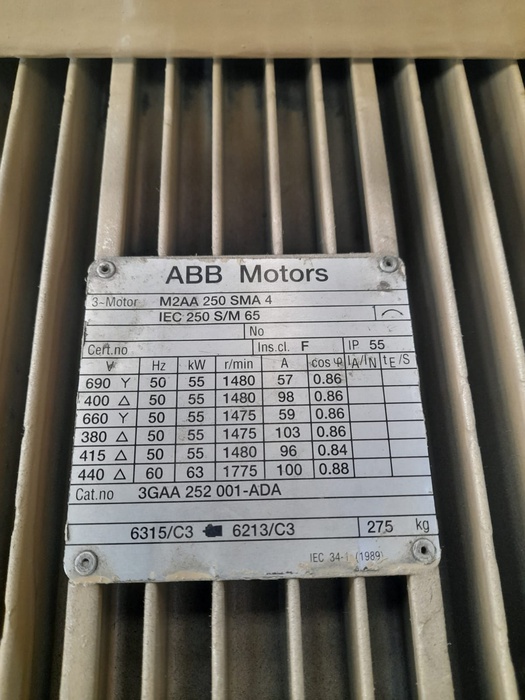 ABB Motors
3~Motor M2AA 250 SMA 4
IEC 250 S/M 65
No
Cert.no Ins.cl. F IP 55
V Hz kW r/min A cos φ IA/IN tE/S
690 Y 50 55 1480 57 0.86
400 Δ 50 55 1480 98 0.86
660 Y 50 55 1475 59 0.86
380 Δ 50 55 1475 103 0.86
415 Δ 50 55 1480 96 0.84
440 Δ 60 63 1775 100 0.88
Cat.no 3GAA 252 001-ADA
6315/C3 6213/C3 275 kg
IEC 34-1 (1989)